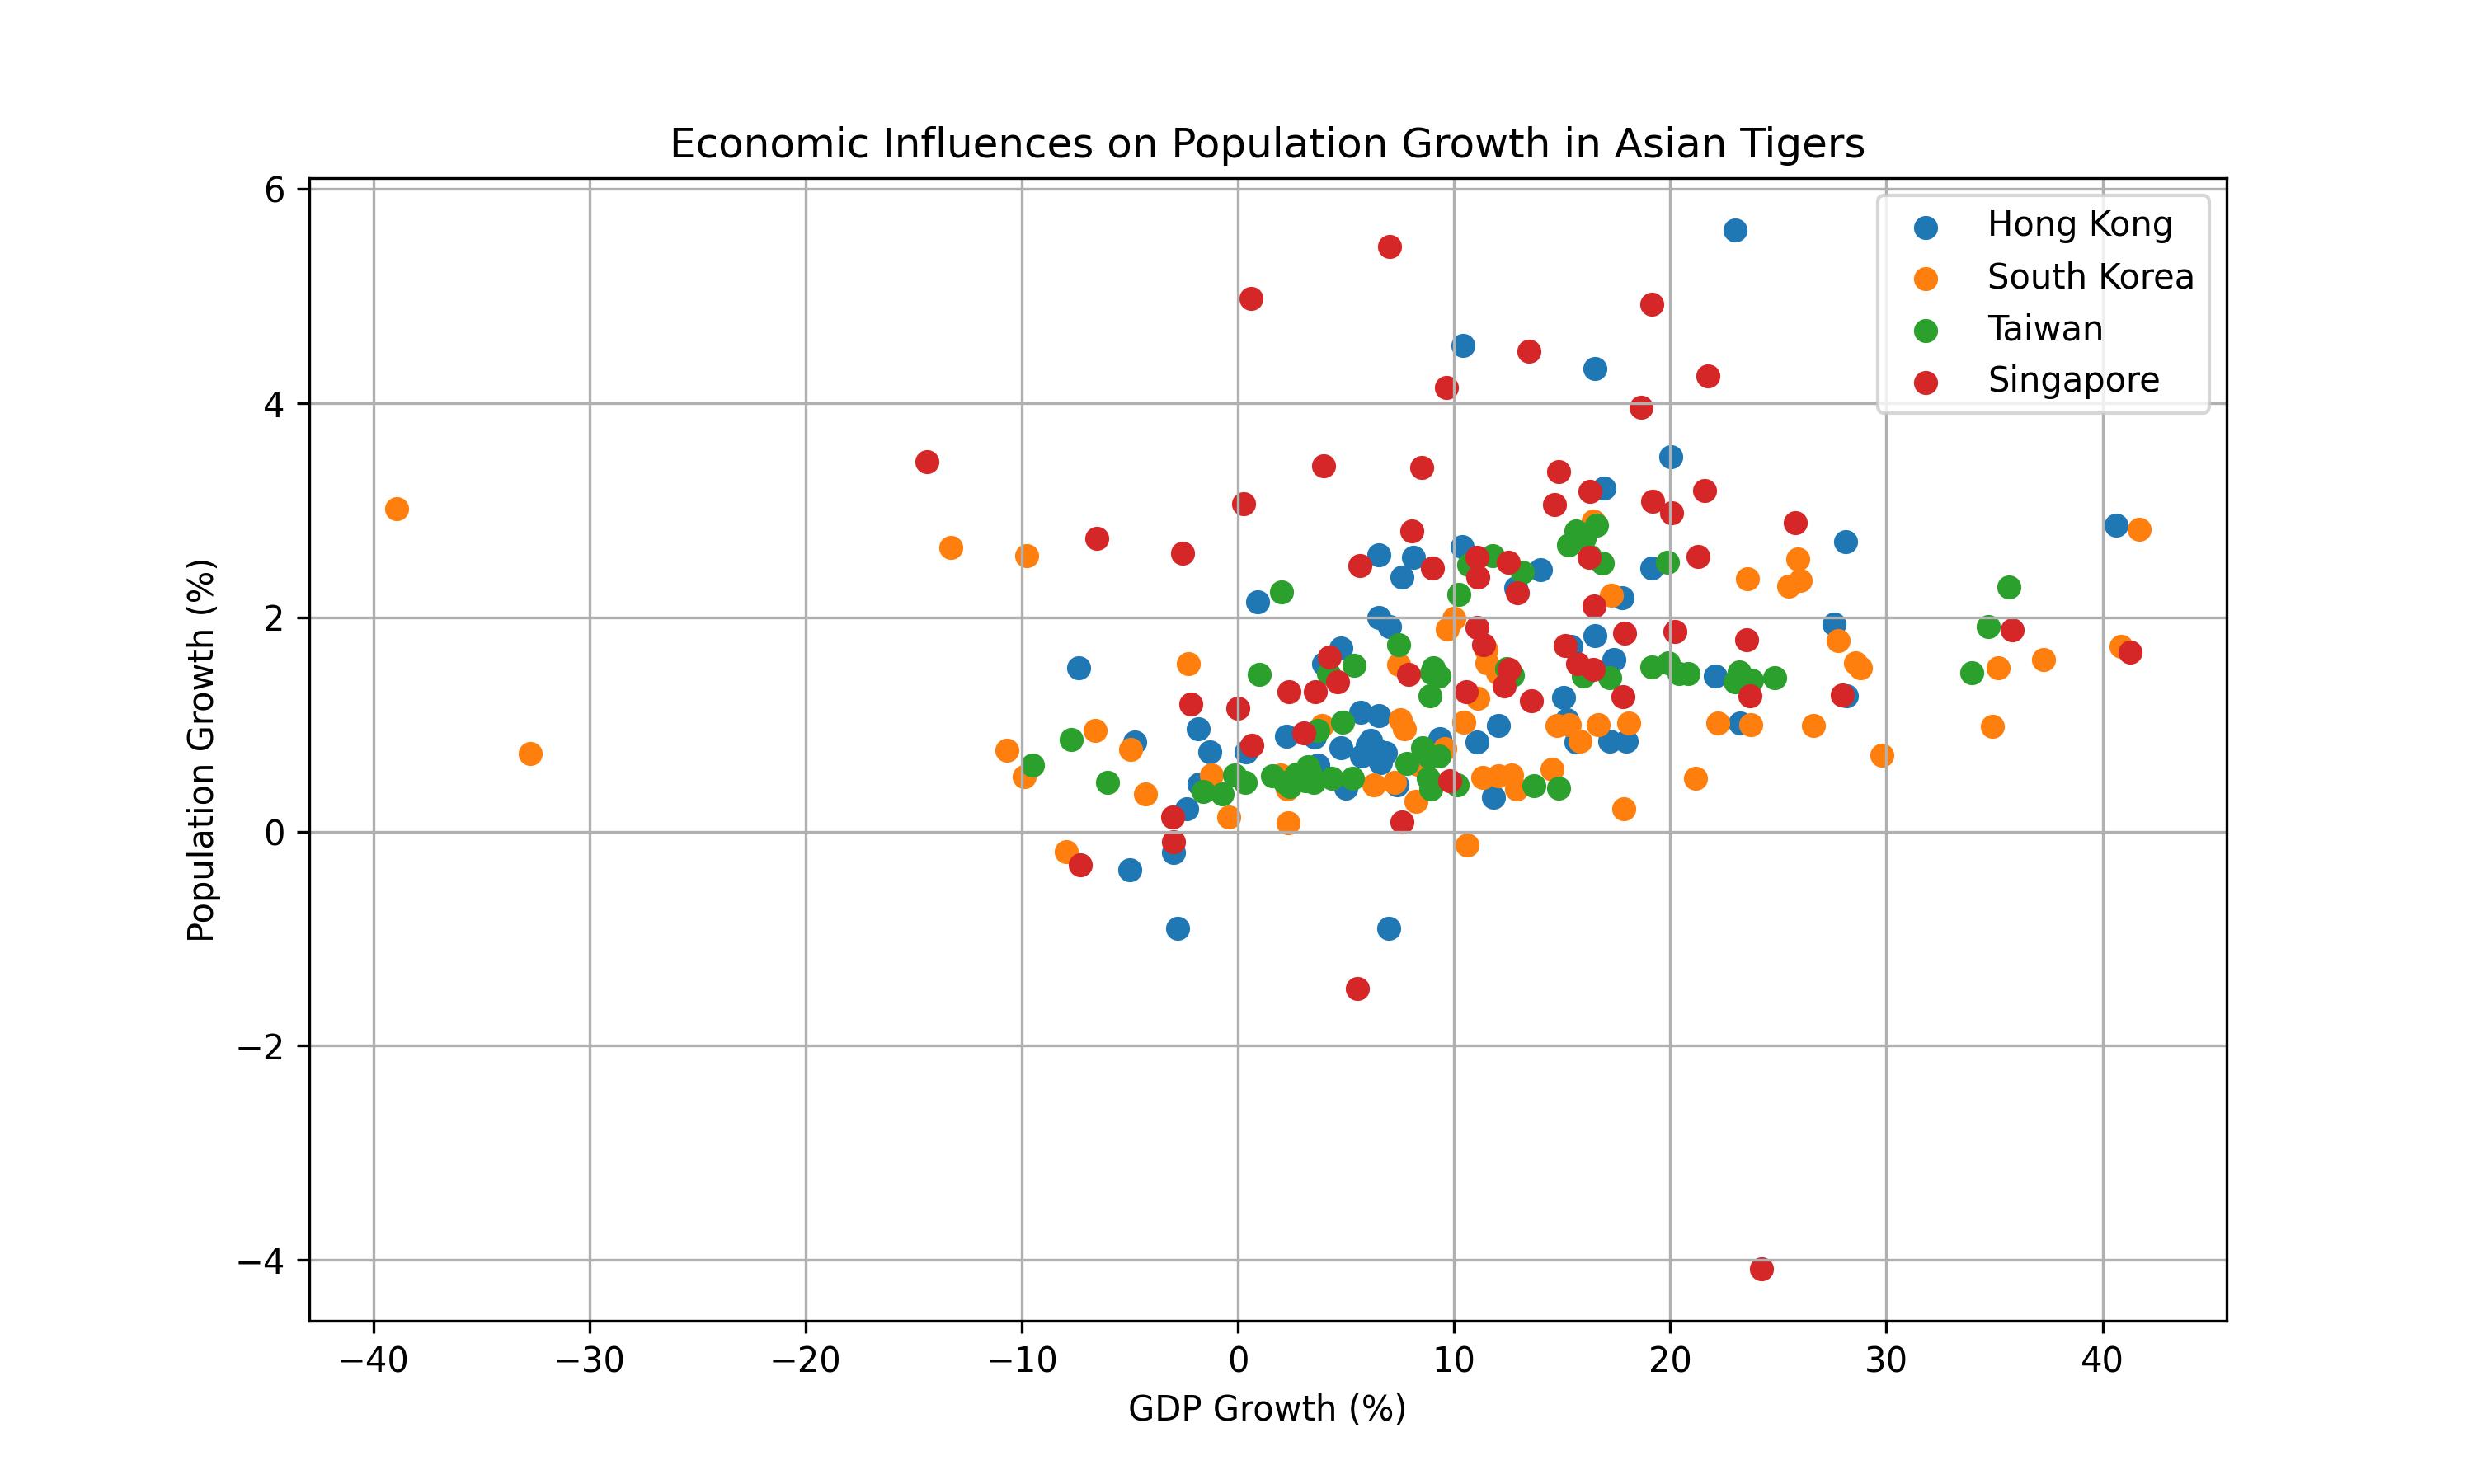 Economic Influences on Population Growth in Asian Tigers
Hong Kong
South Korea
Taiwan
Singapore
Population Growth (%)
6
4
2
0
−2
−4
−40 −30 −20 −10 0 10 20 30 40
GDP Growth (%)